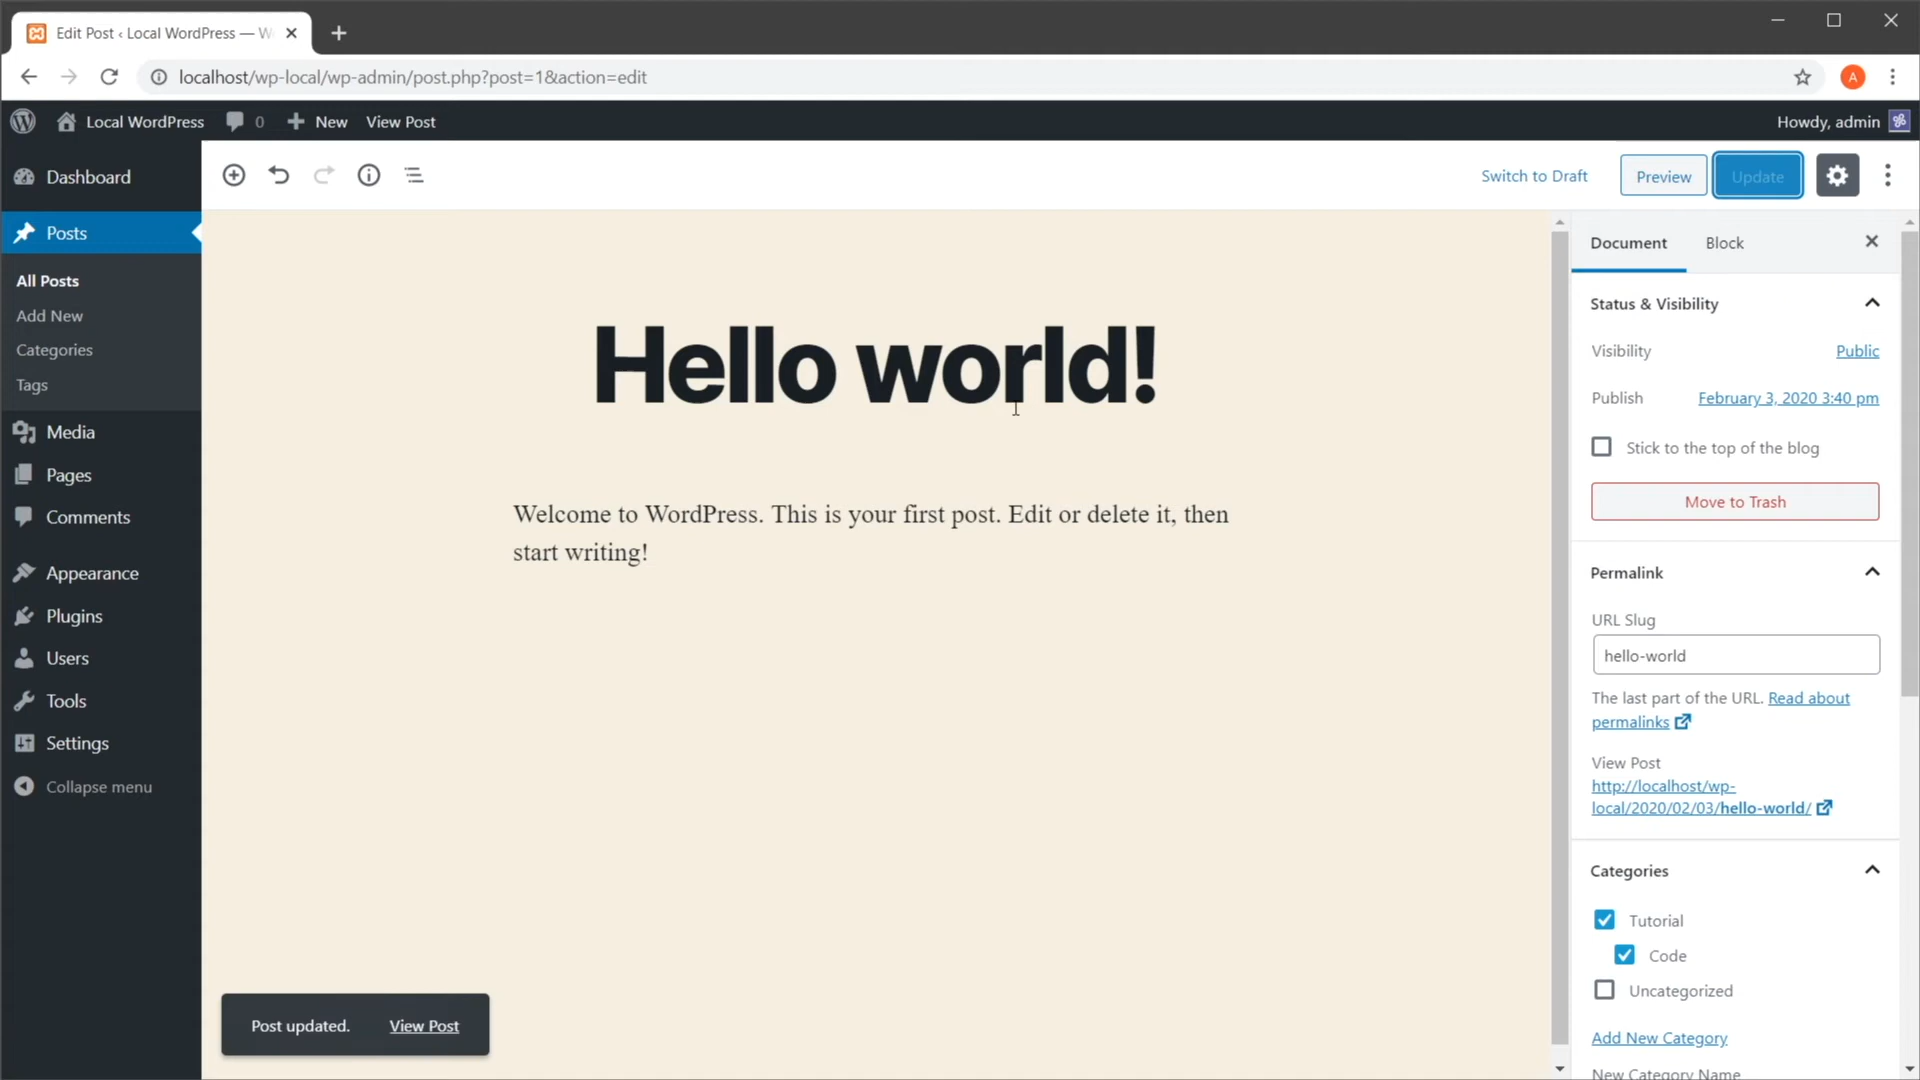 Edit Post ‹ Local WordPress — W
localhost/wp-local/wp-admin/post.php?post=1&action=edit
A
Local WordPress
0
New
View Post
Howdy, admin
Dashboard
Posts
All Posts
Add New
Categories
Tags
Media
Pages
Comments
Appearance
Plugins
Users
Tools
Settings
Collapse menu
Switch to Draft
Preview
Update
Hello world!
Welcome to WordPress. This is your first post. Edit or delete it, then
start writing!
Post updated.
View Post
Document
Block
Status & Visibility
Visibility
Public
Publish
February 3, 2020 3:40 pm
Stick to the top of the blog
Move to Trash
Permalink
URL Slug
hello-world
The last part of the URL. Read about
permalinks
View Post
http://localhost/wp-
local/2020/02/03/hello-world/
Categories
Tutorial
Code
Uncategorized
Add New Category
New Category Name